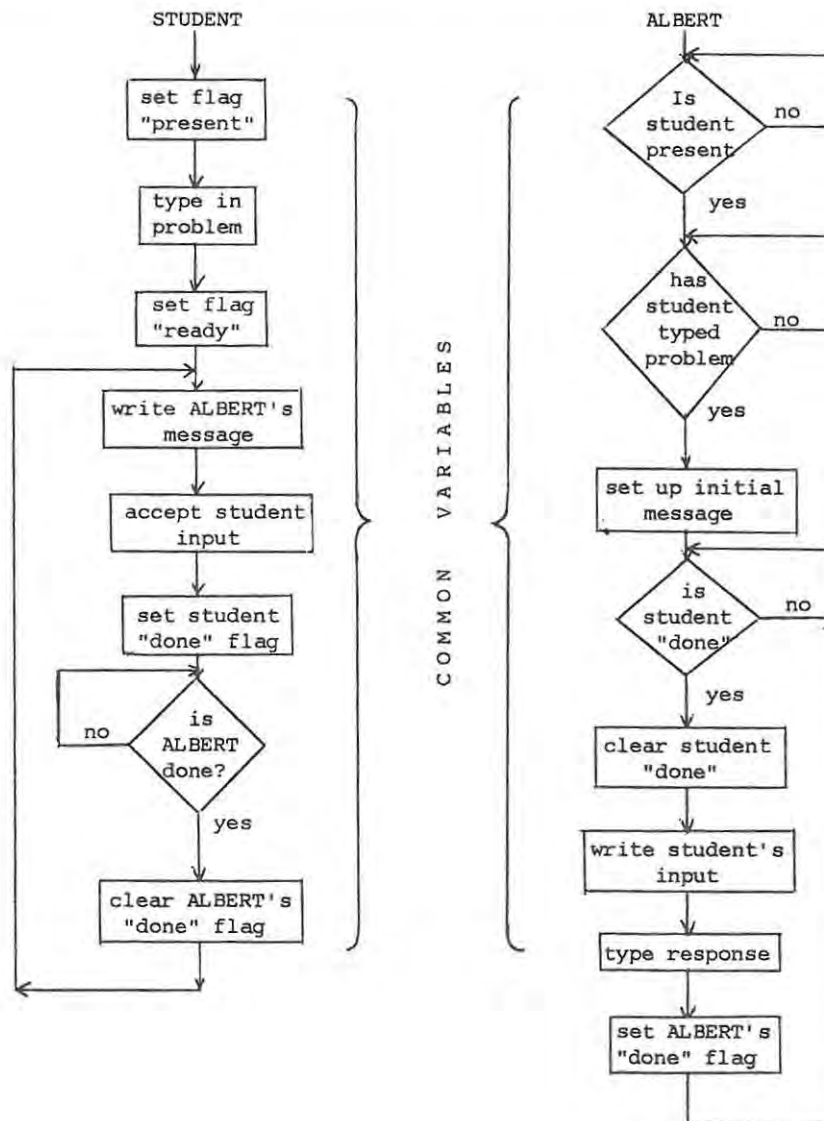 STUDENT
set flag
"present"
type in
problem
set flag
"ready"
write ALBERT's
message
accept student
input
set student
"done" flag
is
ALBERT
done?
no
yes
clear ALBERT's
"done" flag
COMMON VARIABLES
ALBERT
Is
student
present
no
yes
has
student
typed
problem
no
yes
set up initial
message
is
student
"done"
no
yes
clear student
"done"
write student's
input
type response
set ALBERT's
"done" flag